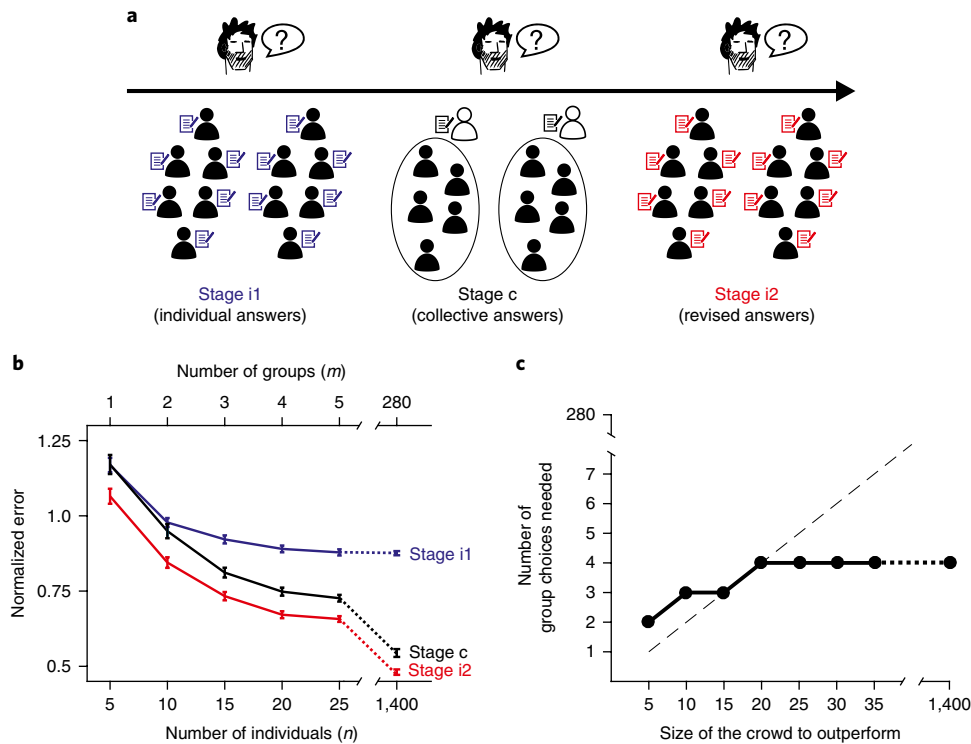 a
? ? ?
Stage i1
(individual answers)
Stage c
(collective answers)
Stage i2
(revised answers)
b
Number of groups (m)
1 2 3 4 5 280
1.25
1.0
0.75
0.5
Normalized error
Stage i1
Stage c
Stage i2
5 10 15 20 25 1,400
Number of individuals (n)
c
280
7
6
5
4
3
2
1
Number of
group choices needed
5 10 15 20 25 30 35 1,400
Size of the crowd to outperform